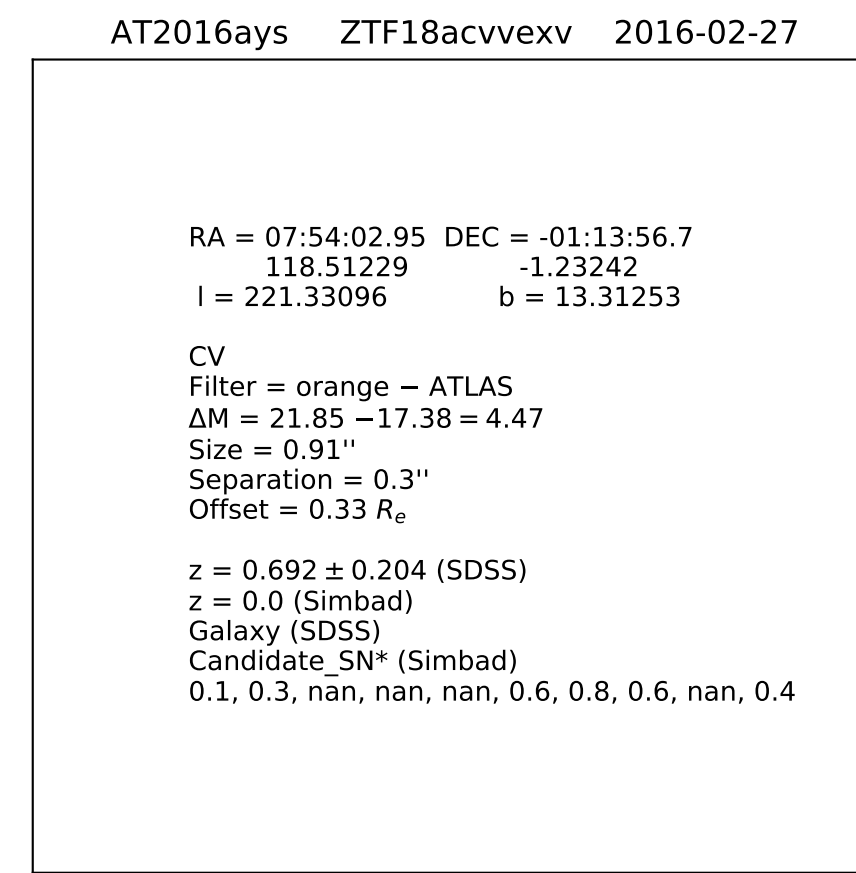 AT2016ays ZTF18acvvexv 2016-02-27
RA = 07:54:02.95 DEC = -01:13:56.7
118.51229 -1.23242
l = 221.33096 b = 13.31253
CV
Filter = orange − ATLAS
ΔM = 21.85 −17.38 = 4.47
Size = 0.91''
Separation = 0.3''
Offset = 0.33 Rₑ
z = 0.692 ± 0.204 (SDSS)
z = 0.0 (Simbad)
Galaxy (SDSS)
Candidate_SN* (Simbad)
0.1, 0.3, nan, nan, nan, 0.6, 0.8, 0.6, nan, 0.4